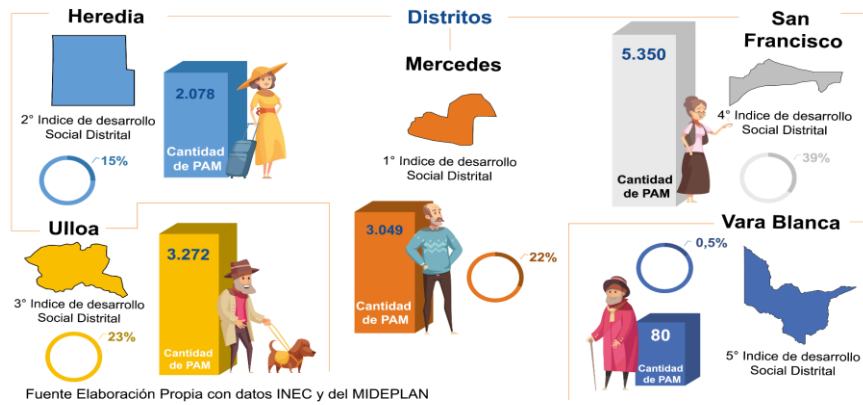 Distritos
Heredia
2.078
Cantidad
de PAM
2° Indice de desarrollo
Social Distrital
15%
Mercedes
1° Indice de desarrollo
Social Distrital
3.049
Cantidad
de PAM
22%
San
Francisco
5.350
Cantidad
de PAM
4° Indice de desarrollo
Social Distrital
39%
Ulloa
3.272
Cantidad
de PAM
3° Indice de desarrollo
Social Distrital
23%
Vara Blanca
0,5%
80
Cantidad
de PAM
5° Indice de desarrollo
Social Distrital
Fuente Elaboración Propia con datos INEC y del MIDEPLAN